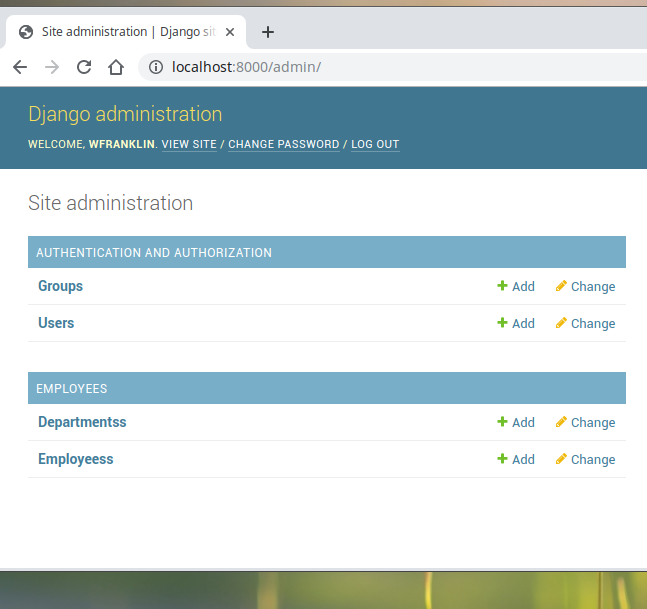 Site administration | Django sit
localhost:8000/admin/
Django administration
WELCOME, WFRANKLIN. VIEW SITE / CHANGE PASSWORD / LOG OUT
Site administration
AUTHENTICATION AND AUTHORIZATION
Groups Add Change
Users Add Change
EMPLOYEES
Departmentss Add Change
Employeess Add Change